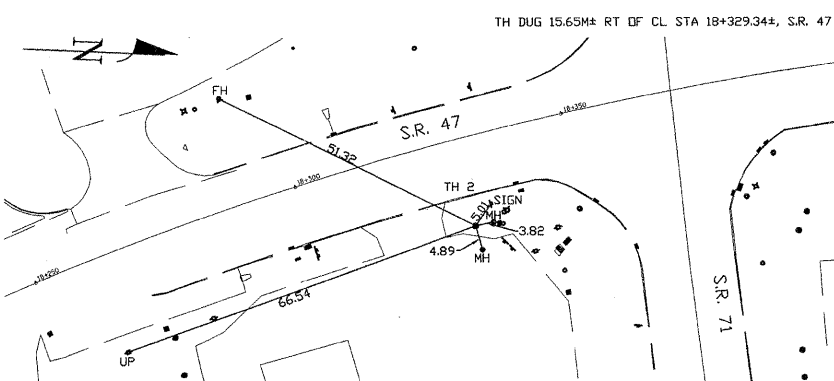 TH DUG 15.65M± RT OF CL STA 18+329.34±, S.R. 47
N
FH
18+350
S.R. 47
51.32
18+300
TH 2
5.01
SIGN
MH
3.82
4.89
MH
18+250
66.54
S.R. 71
UP